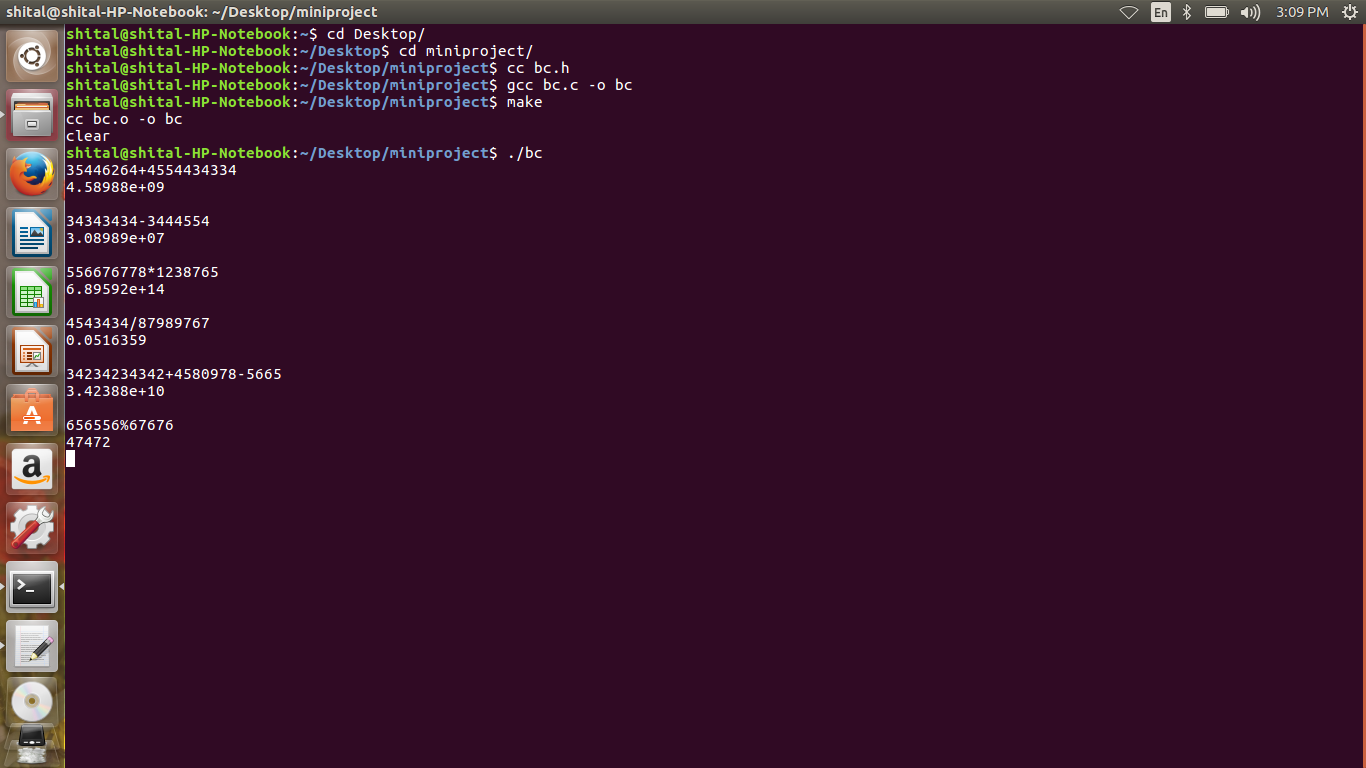 shital@shital-HP-Notebook: ~/Desktop/miniproject
En
3:09 PM
shital@shital-HP-Notebook:~$ cd Desktop/
shital@shital-HP-Notebook:~/Desktop$ cd miniproject/
shital@shital-HP-Notebook:~/Desktop/miniproject$ cc bc.h
shital@shital-HP-Notebook:~/Desktop/miniproject$ gcc bc.c -o bc
shital@shital-HP-Notebook:~/Desktop/miniproject$ make
cc bc.o -o bc
clear
shital@shital-HP-Notebook:~/Desktop/miniproject$ ./bc
35446264+4554434334
4.58988e+09
34343434-3444554
3.08989e+07
556676778*1238765
6.89592e+14
4543434/87989767
0.0516359
34234234342+4580978-5665
3.42388e+10
656556%67676
47472